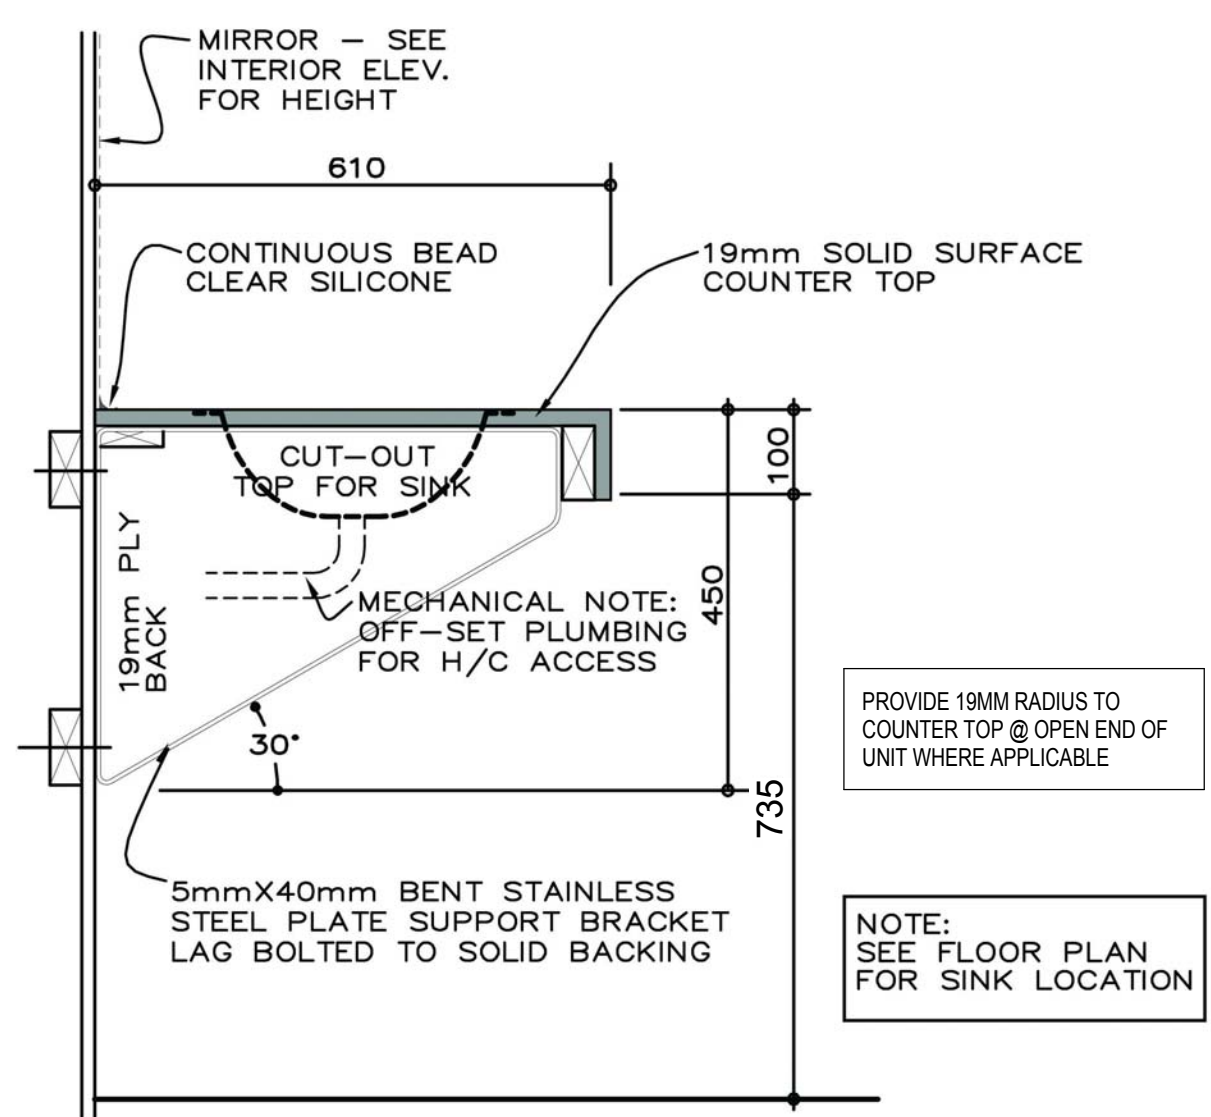 MIRROR – SEE
INTERIOR ELEV.
FOR HEIGHT
610
CONTINUOUS BEAD
CLEAR SILICONE
19mm SOLID SURFACE
COUNTER TOP
CUT–OUT
TOP FOR SINK
100
19mm PLY
BACK
450
MECHANICAL NOTE:
OFF–SET PLUMBING
FOR H/C ACCESS
30°
735
PROVIDE 19MM RADIUS TO
COUNTER TOP @ OPEN END OF
UNIT WHERE APPLICABLE
5mmX40mm BENT STAINLESS
STEEL PLATE SUPPORT BRACKET
LAG BOLTED TO SOLID BACKING
NOTE:
SEE FLOOR PLAN
FOR SINK LOCATION